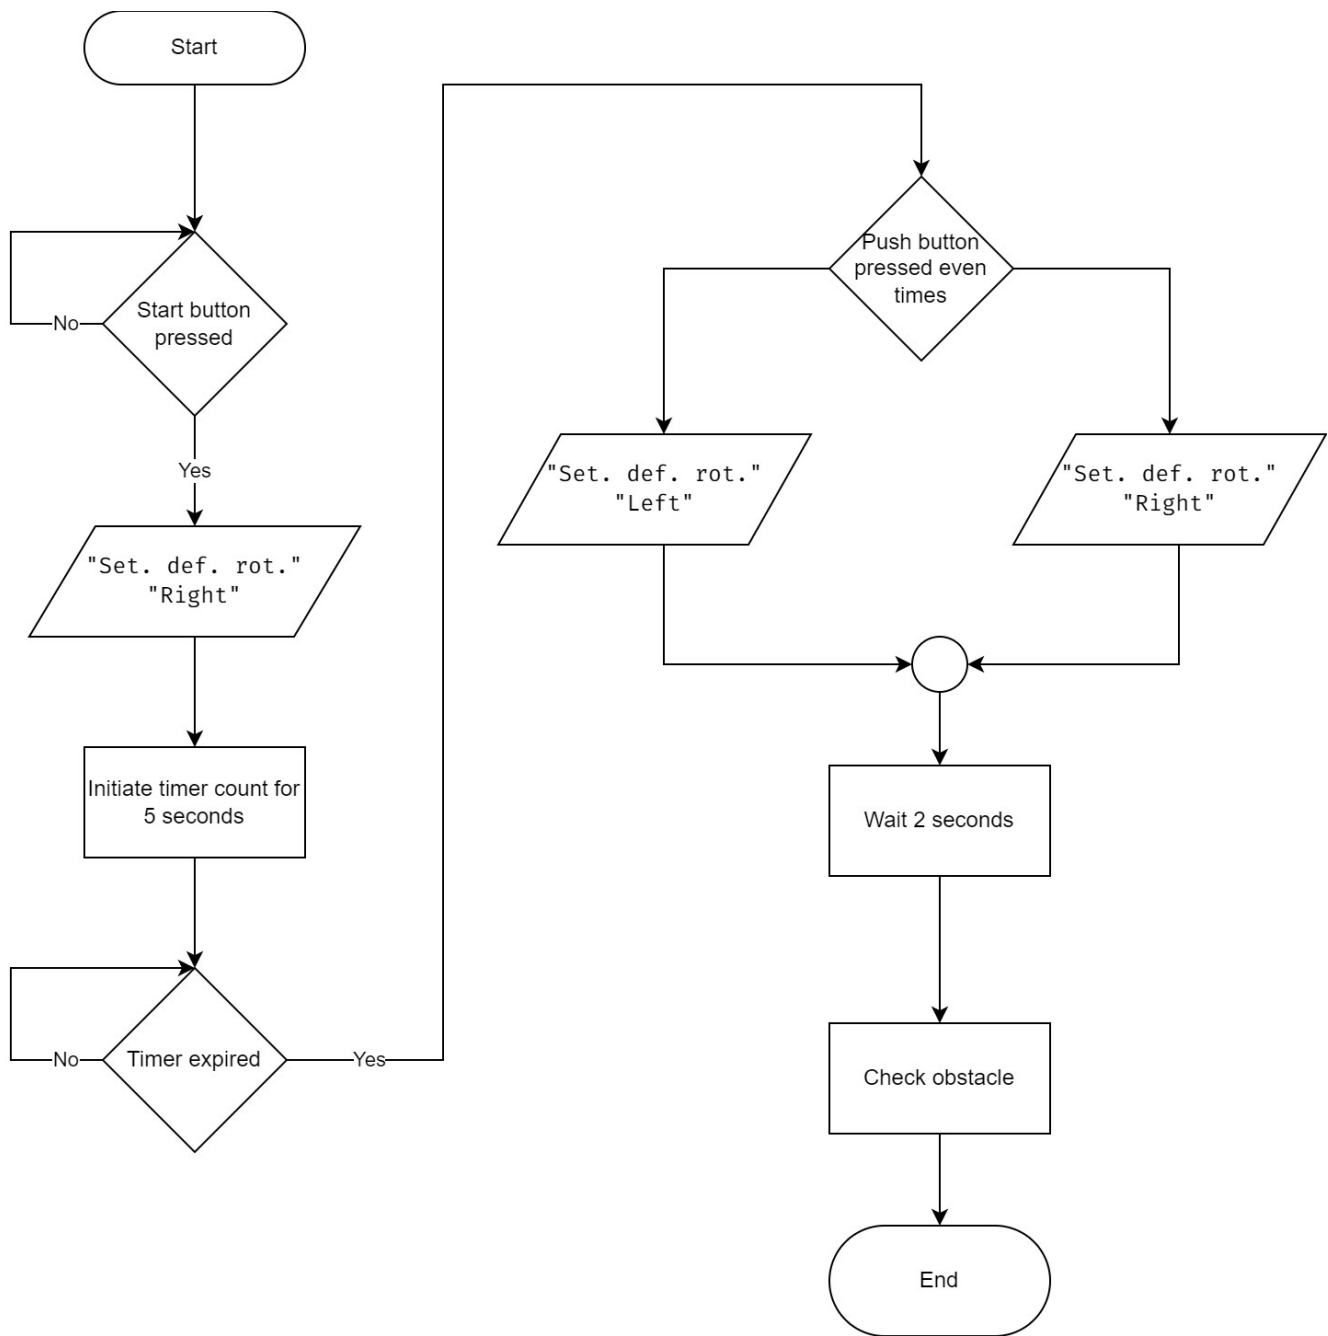 Start
Start button
pressed
No
Yes
"Set. def. rot."
"Right"
Initiate timer count for
5 seconds
Timer expired
No
Yes
Push button
pressed even
times
"Set. def. rot."
"Left"
"Set. def. rot."
"Right"
Wait 2 seconds
Check obstacle
End